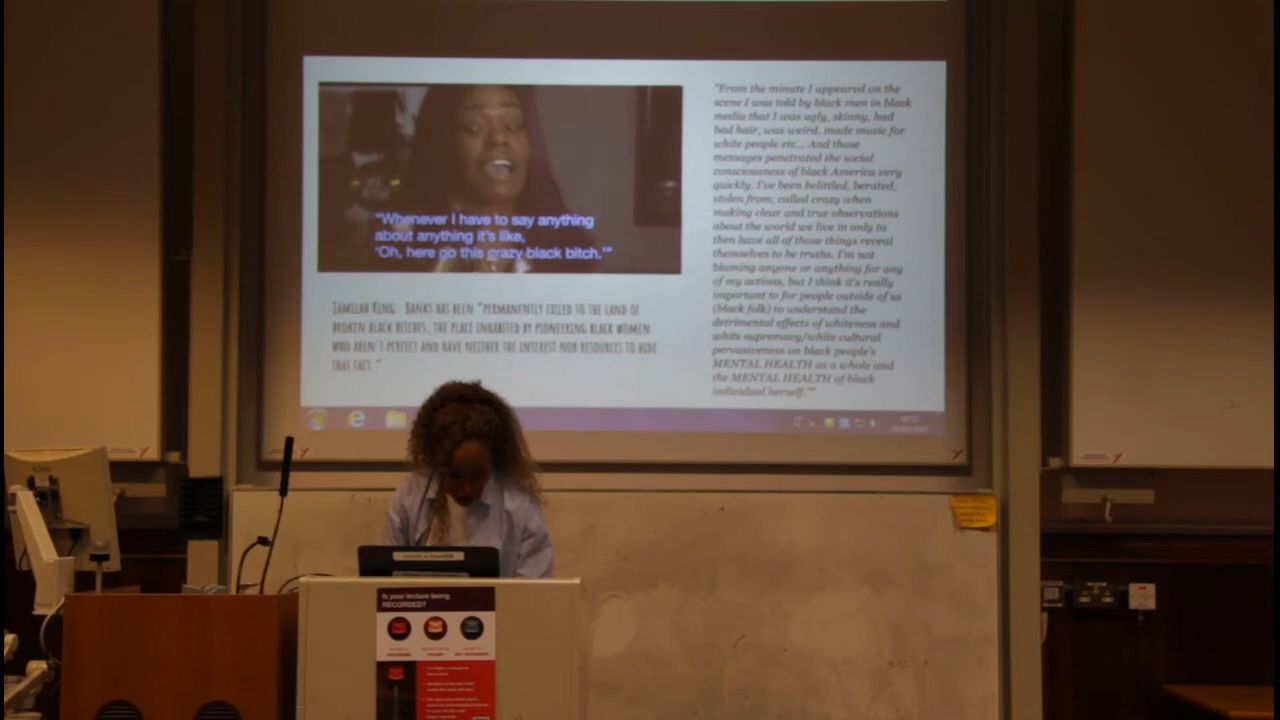 "Whenever I have to say anything
about anything it's like,
'Oh, here go this crazy black bitch.'"
Jamilah King: Banks has been "permanently exiled to the land of
broken black bitches, the place inhabited by pioneering black women
who aren't perfect and have neither the interest nor resources to hide
that fact."
"From the minute I appeared on the
scene I was told by black men in black
media that I was ugly, skinny, had
bad hair, was weird, made music for
white people etc... And those
messages penetrated the social
consciousness of black America very
quickly. I've been belittled, berated,
stolen from, called crazy when
making clear and true observations
about the world we live in only to
then have all of those things reveal
themselves to be truths. I'm not
blaming anyone or anything for any
of my actions, but I think it's really
important to for people outside of us
(black folk) to understand the
detrimental effects of whiteness and
white supremacy/white cultural
pervasiveness on black people's
MENTAL HEALTH as a whole and
the MENTAL HEALTH of black
individual herself.""
Is your lecture being
RECORDED?